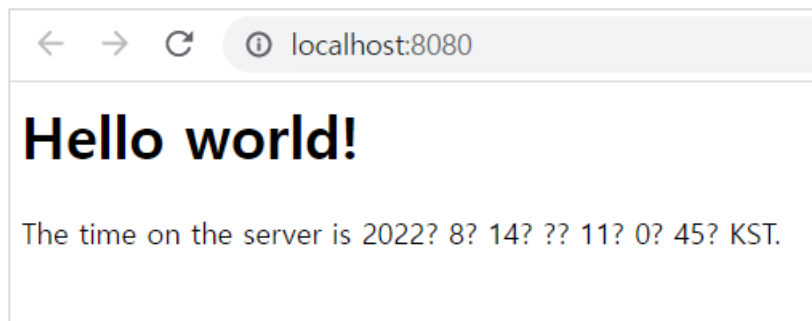 localhost:8080
Hello world!
The time on the server is 2022? 8? 14? ?? 11? 0? 45? KST.